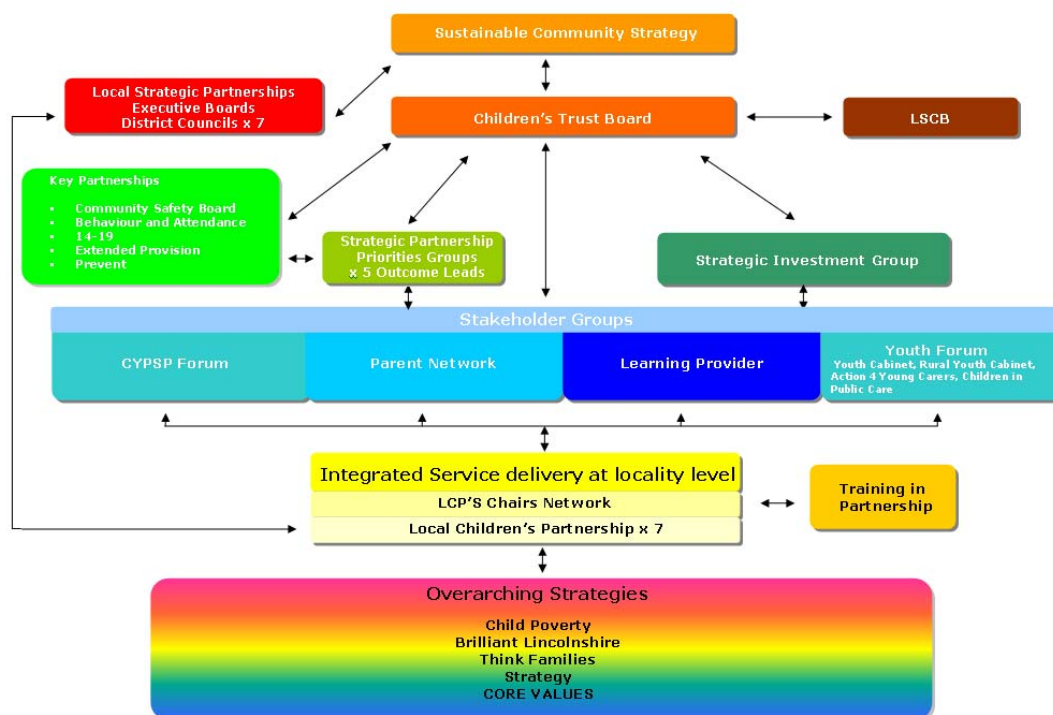 Sustainable Community Strategy
Local Strategic Partnerships
Executive Boards
District Councils x 7
Children's Trust Board
LSCB
Key Partnerships
▪ Community Safety Board
▪ Behaviour and Attendance
▪ 14-19
▪ Extended Provision
▪ Prevent
Strategic Partnership
Priorities Groups
x 5 Outcome Leads
Strategic Investment Group
Stakeholder Groups
CYPSP Forum
Parent Network
Learning Provider
Youth Forum
Youth Cabinet, Rural Youth Cabinet,
Action 4 Young Carers, Children in
Public Care
Integrated Service delivery at locality level
LCP'S Chairs Network
Local Children's Partnership x 7
Training in
Partnership
Overarching Strategies
Child Poverty
Brilliant Lincolnshire
Think Families
Strategy
CORE VALUES